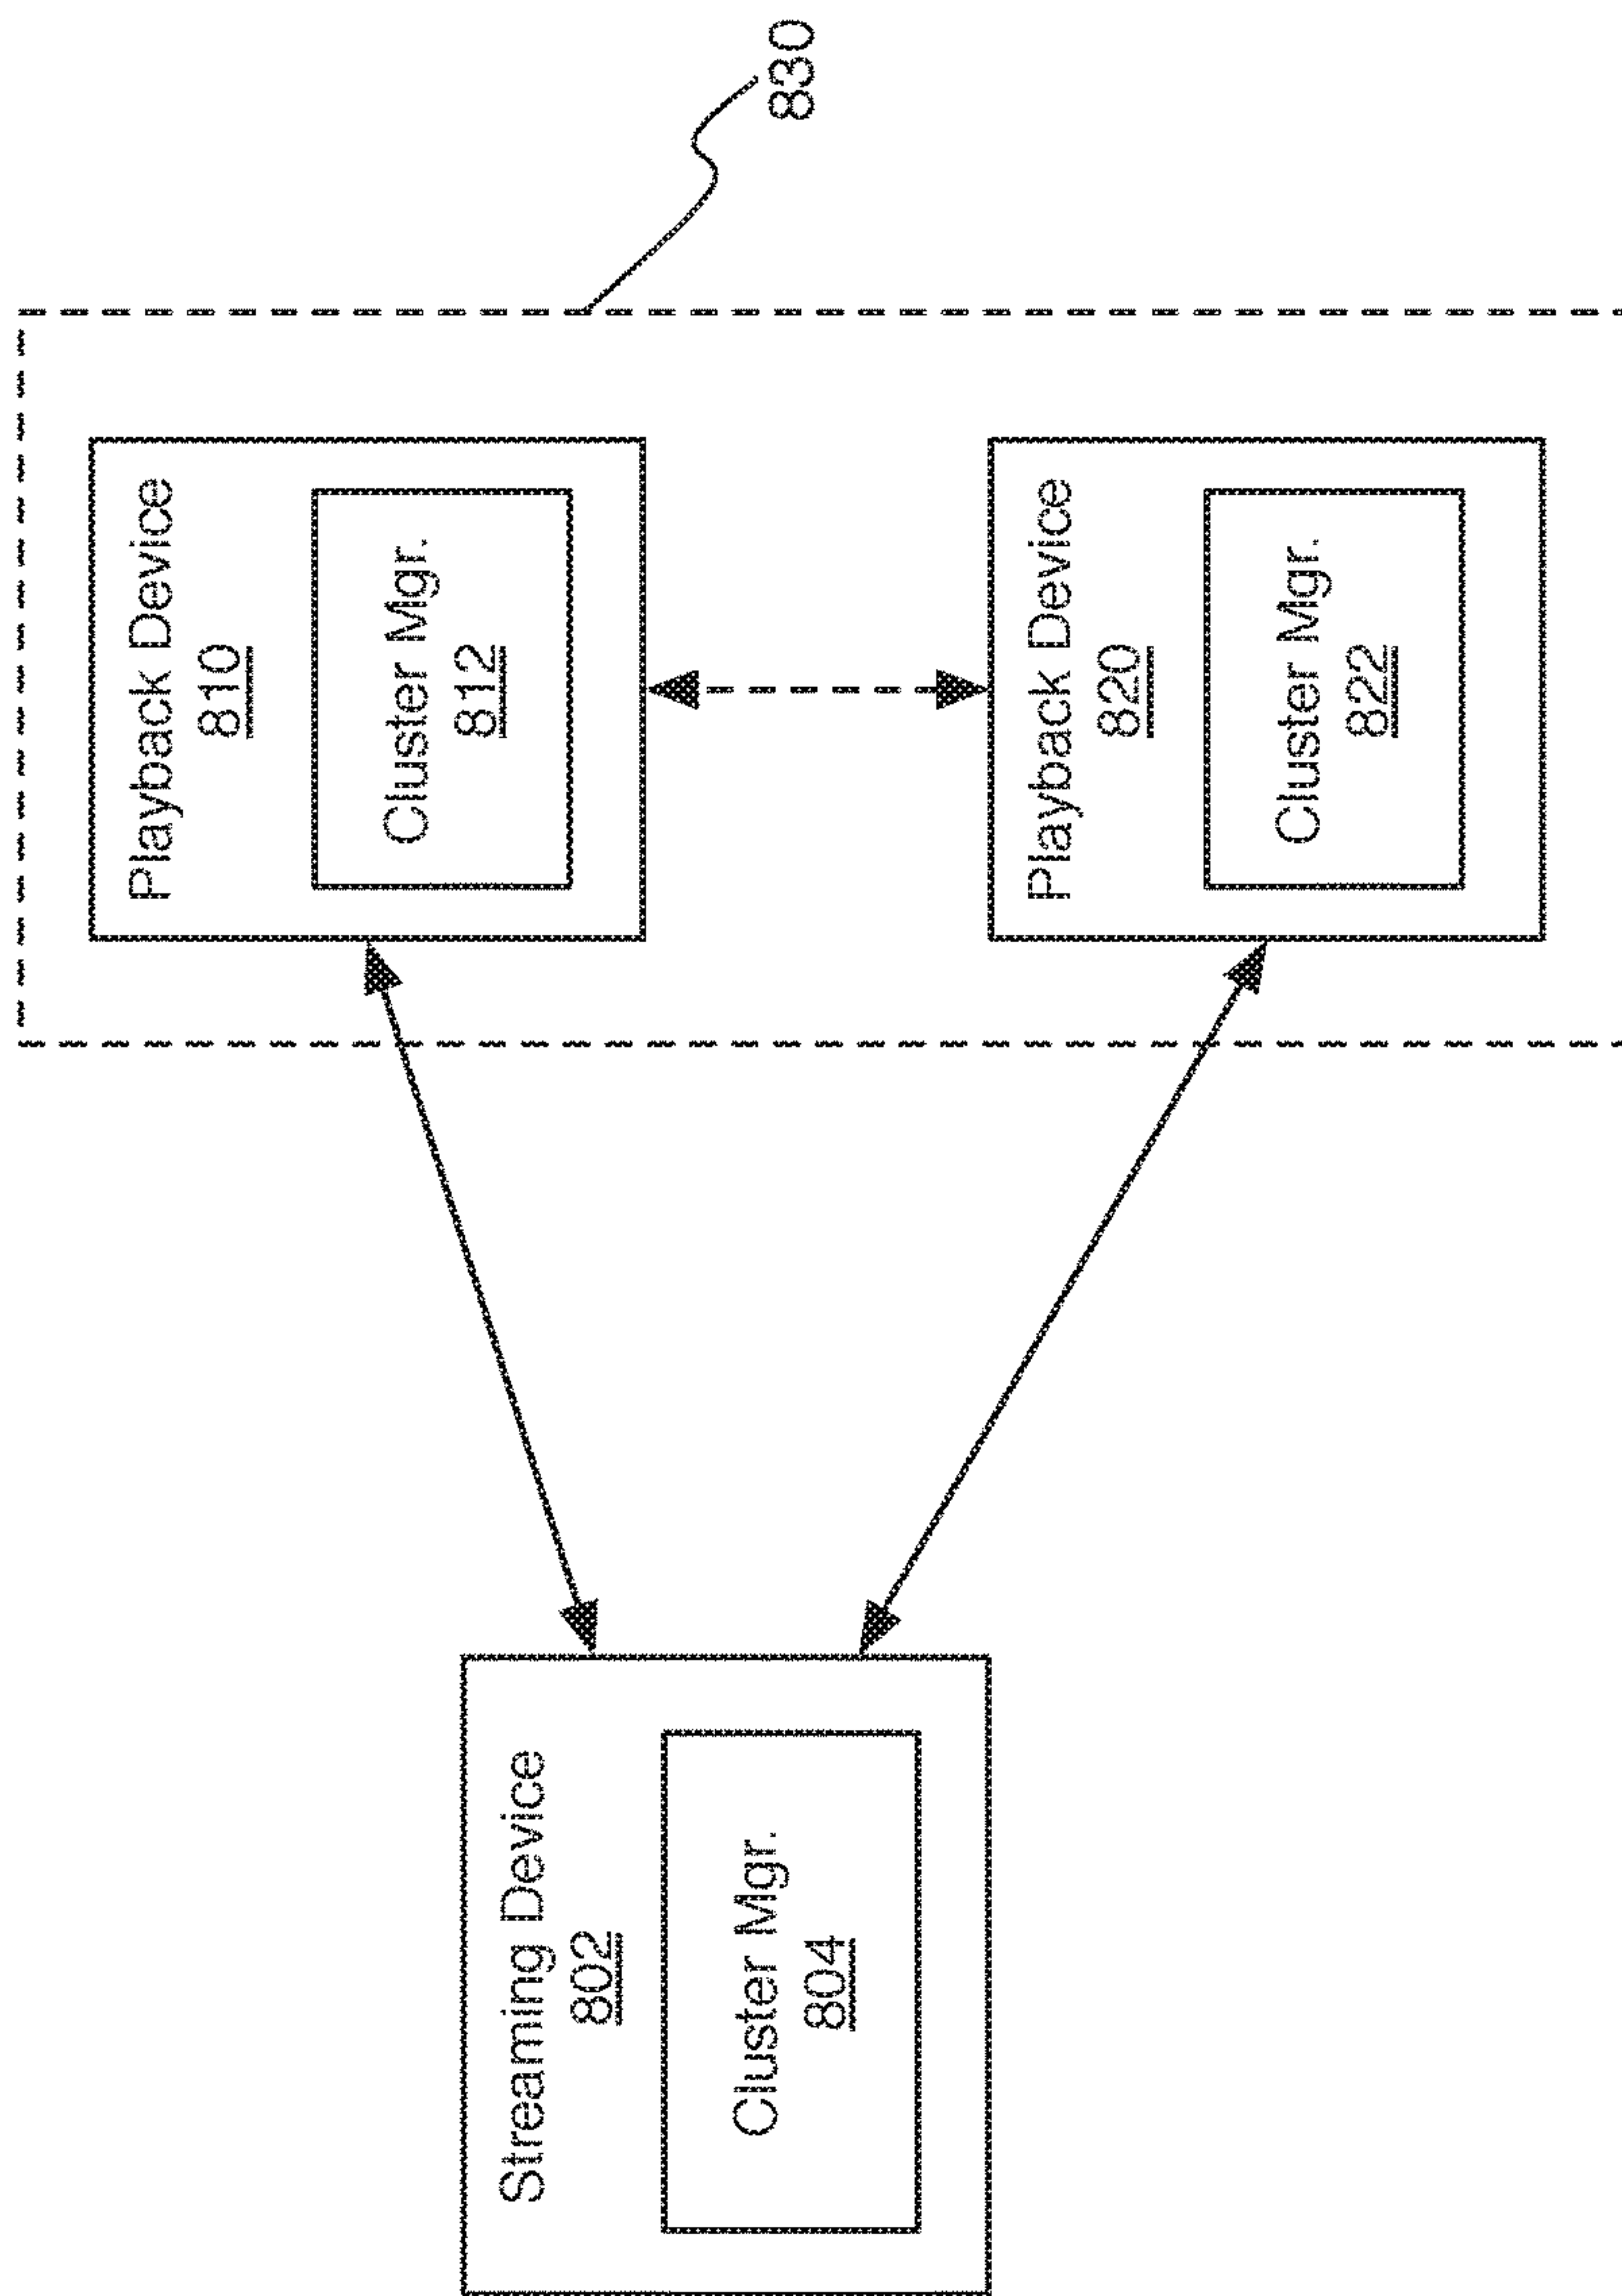 Streaming Device
802
Cluster Mgr.
804
Playback Device
810
Cluster Mgr.
812
Playback Device
820
Cluster Mgr.
822
830